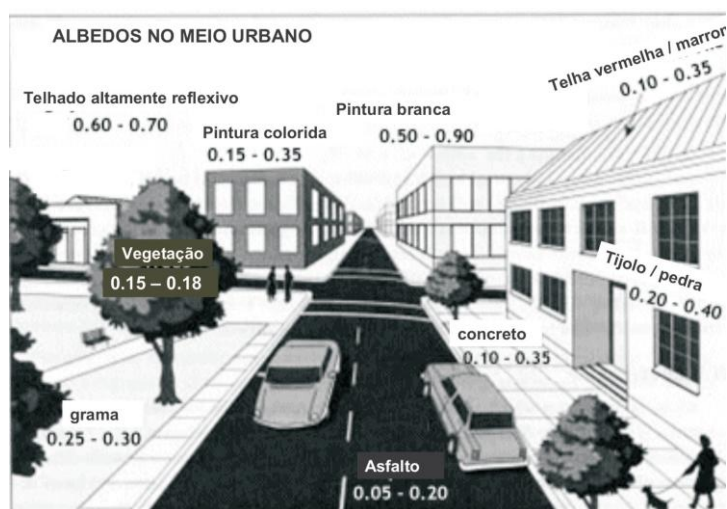 ALBEDOS NO MEIO URBANO
Telha vermelha / marrom
0.10 - 0.35
Telhado altamente reflexivo
0.60 - 0.70
Pintura branca
0.50 - 0.90
Pintura colorida
0.15 - 0.35
Vegetação
0.15 – 0.18
Tijolo / pedra
0.20 - 0.40
concreto
0.10 - 0.35
grama
0.25 - 0.30
Asfalto
0.05 - 0.20